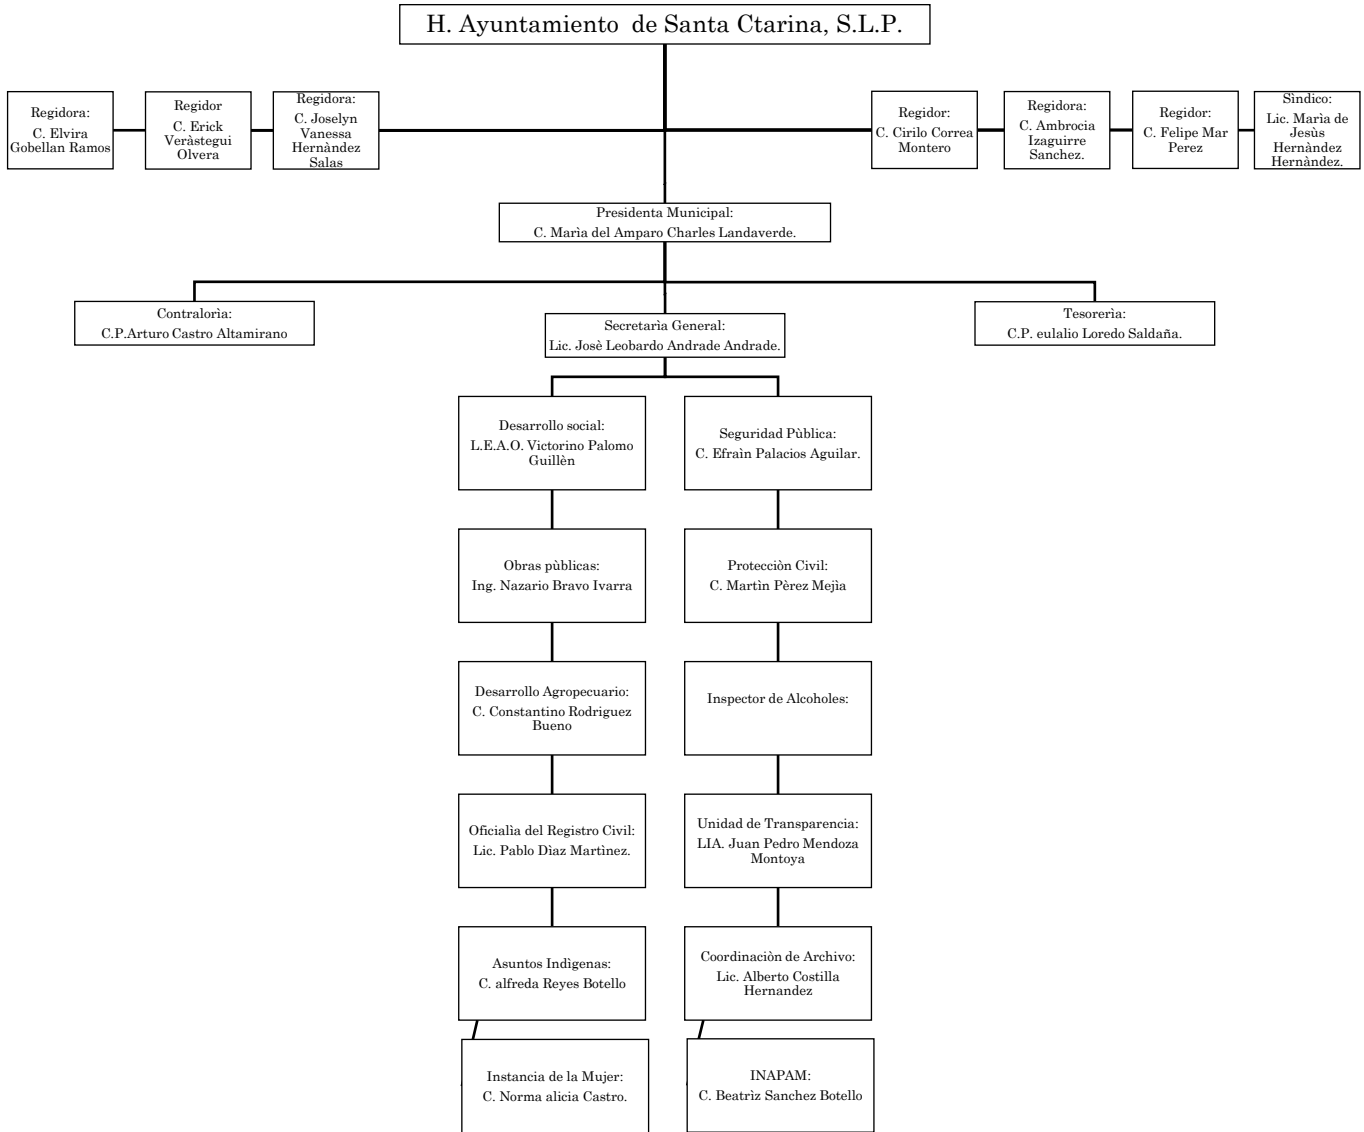 H. Ayuntamiento  de Santa Ctarina, S.L.P.
Regidora:
C. Elvira
Gobellan Ramos
Regidor
C. Erick
Veràstegui
Olvera
Regidora:
C. Joselyn
Vanessa
Hernàndez
Salas
Regidor:
C. Cirilo Correa
Montero
Regidora:
C. Ambrocia
Izaguirre
Sanchez.
Regidor:
C. Felipe Mar
Perez
Sìndico:
Lic. Marìa de
Jesùs
Hernàndez
Hernàndez.
Presidenta Municipal:
C. Marìa del Amparo Charles Landaverde.
Contralorìa:
C.P.Arturo Castro Altamirano
Secretarìa General:
Lic. Josè Leobardo Andrade Andrade.
Tesorerìa:
C.P. eulalio Loredo Saldaña.
Desarrollo social:
L.E.A.O. Victorino Palomo
Guillèn
Seguridad Pùblica:
C. Efraìn Palacios Aguilar.
Obras pùblicas:
Ing. Nazario Bravo Ivarra
Protecciòn Civil:
C. Martìn Pèrez Mejìa
Desarrollo Agropecuario:
C. Constantino Rodriguez
Bueno
Inspector de Alcoholes:
Oficialìa del Registro Civil:
Lic. Pablo Dìaz Martìnez.
Unidad de Transparencia:
LIA. Juan Pedro Mendoza
Montoya
Asuntos Indìgenas:
C. alfreda Reyes Botello
Coordinaciòn de Archivo:
Lic. Alberto Costilla
Hernandez
Instancia de la Mujer:
C. Norma alicia Castro.
INAPAM:
C. Beatrìz Sanchez Botello